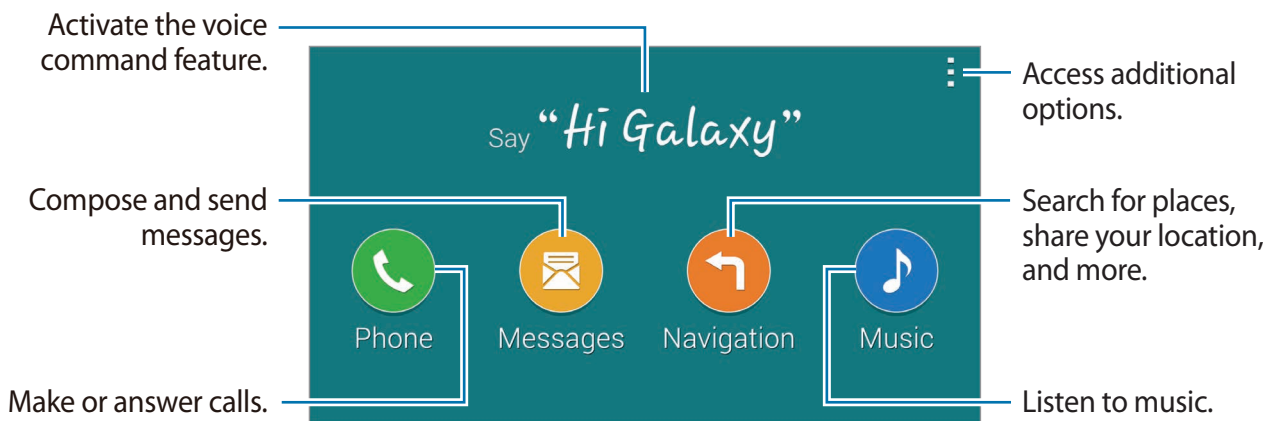 Activate the voice
command feature.
Access additional
options.
Say “Hi Galaxy”
Compose and send
messages.
Search for places,
share your location,
and more.
Phone
Messages
Navigation
Music
Make or answer calls.
Listen to music.